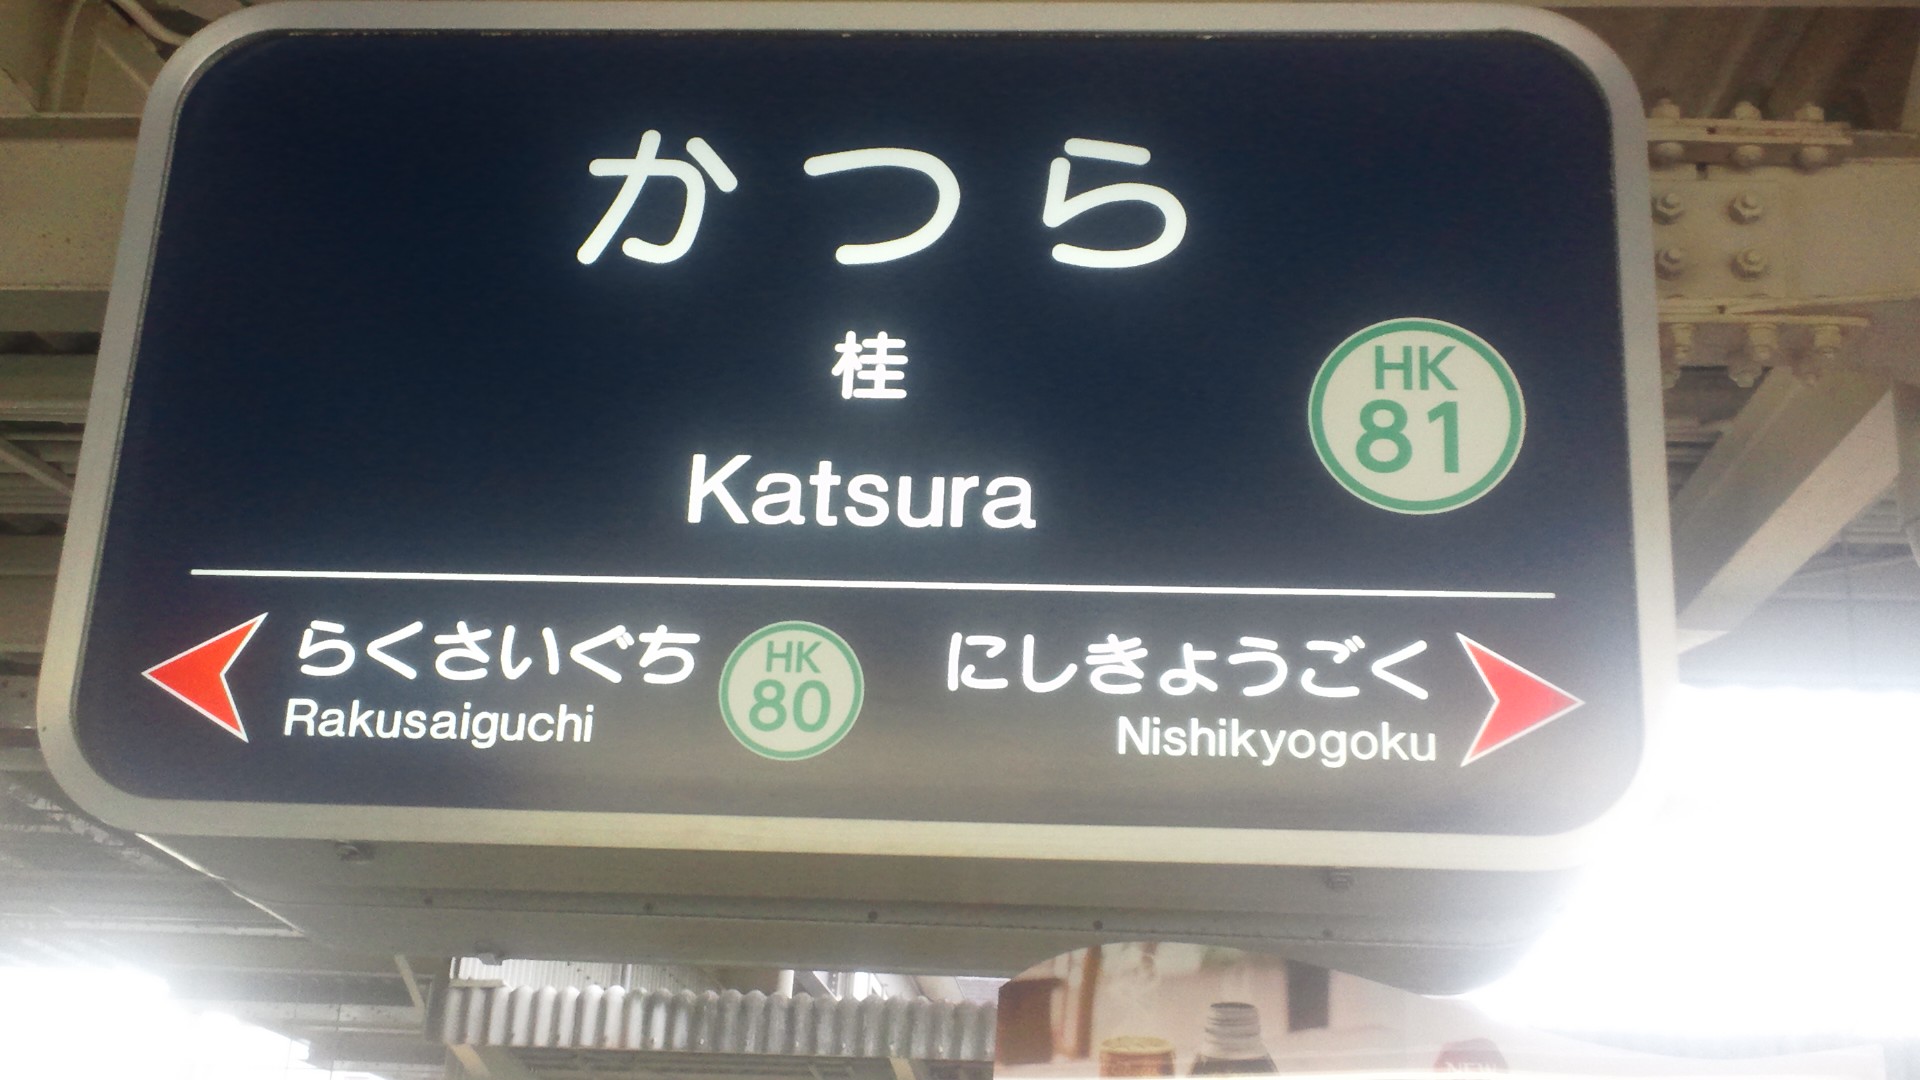 かつら
桂
Katsura
HK
81
らくさいぐち
Rakusaiguchi
HK
80
にしきょうごく
Nishikyogoku
NEW